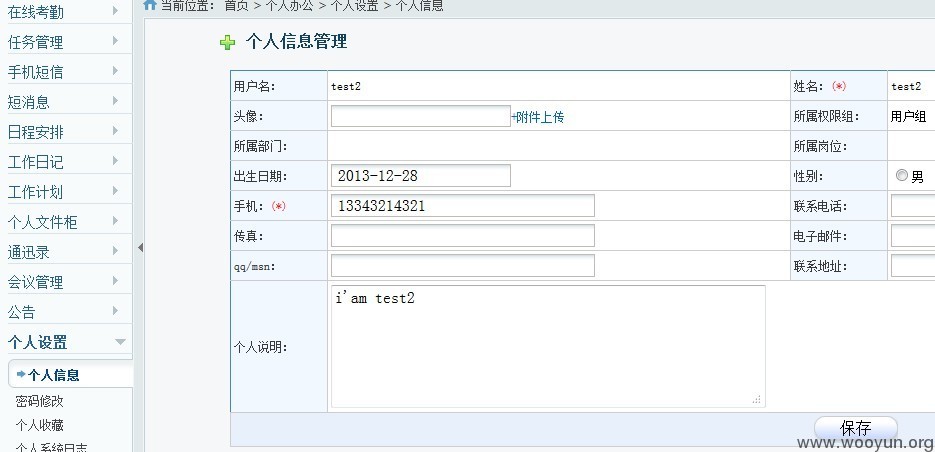 当前位置： 首页 > 个人办公 > 个人设置 > 个人信息
在线考勤
任务管理
手机短信
短消息
日程安排
工作日记
工作计划
个人文件柜
通迅录
会议管理
公告
个人设置
个人信息
密码修改
个人收藏
个人系统日志
个人信息管理
用户名： test2 姓名：(*) test2
头像： +附件上传 所属权限组： 用户组
所属部门： 所属岗位：
出生日期： 2013-12-28 性别： 男
手机：(*) 13343214321 联系电话：
传真： 电子邮件：
qq/msn： 联系地址：
个人说明： i'am test2
保存
www.wooyun.org